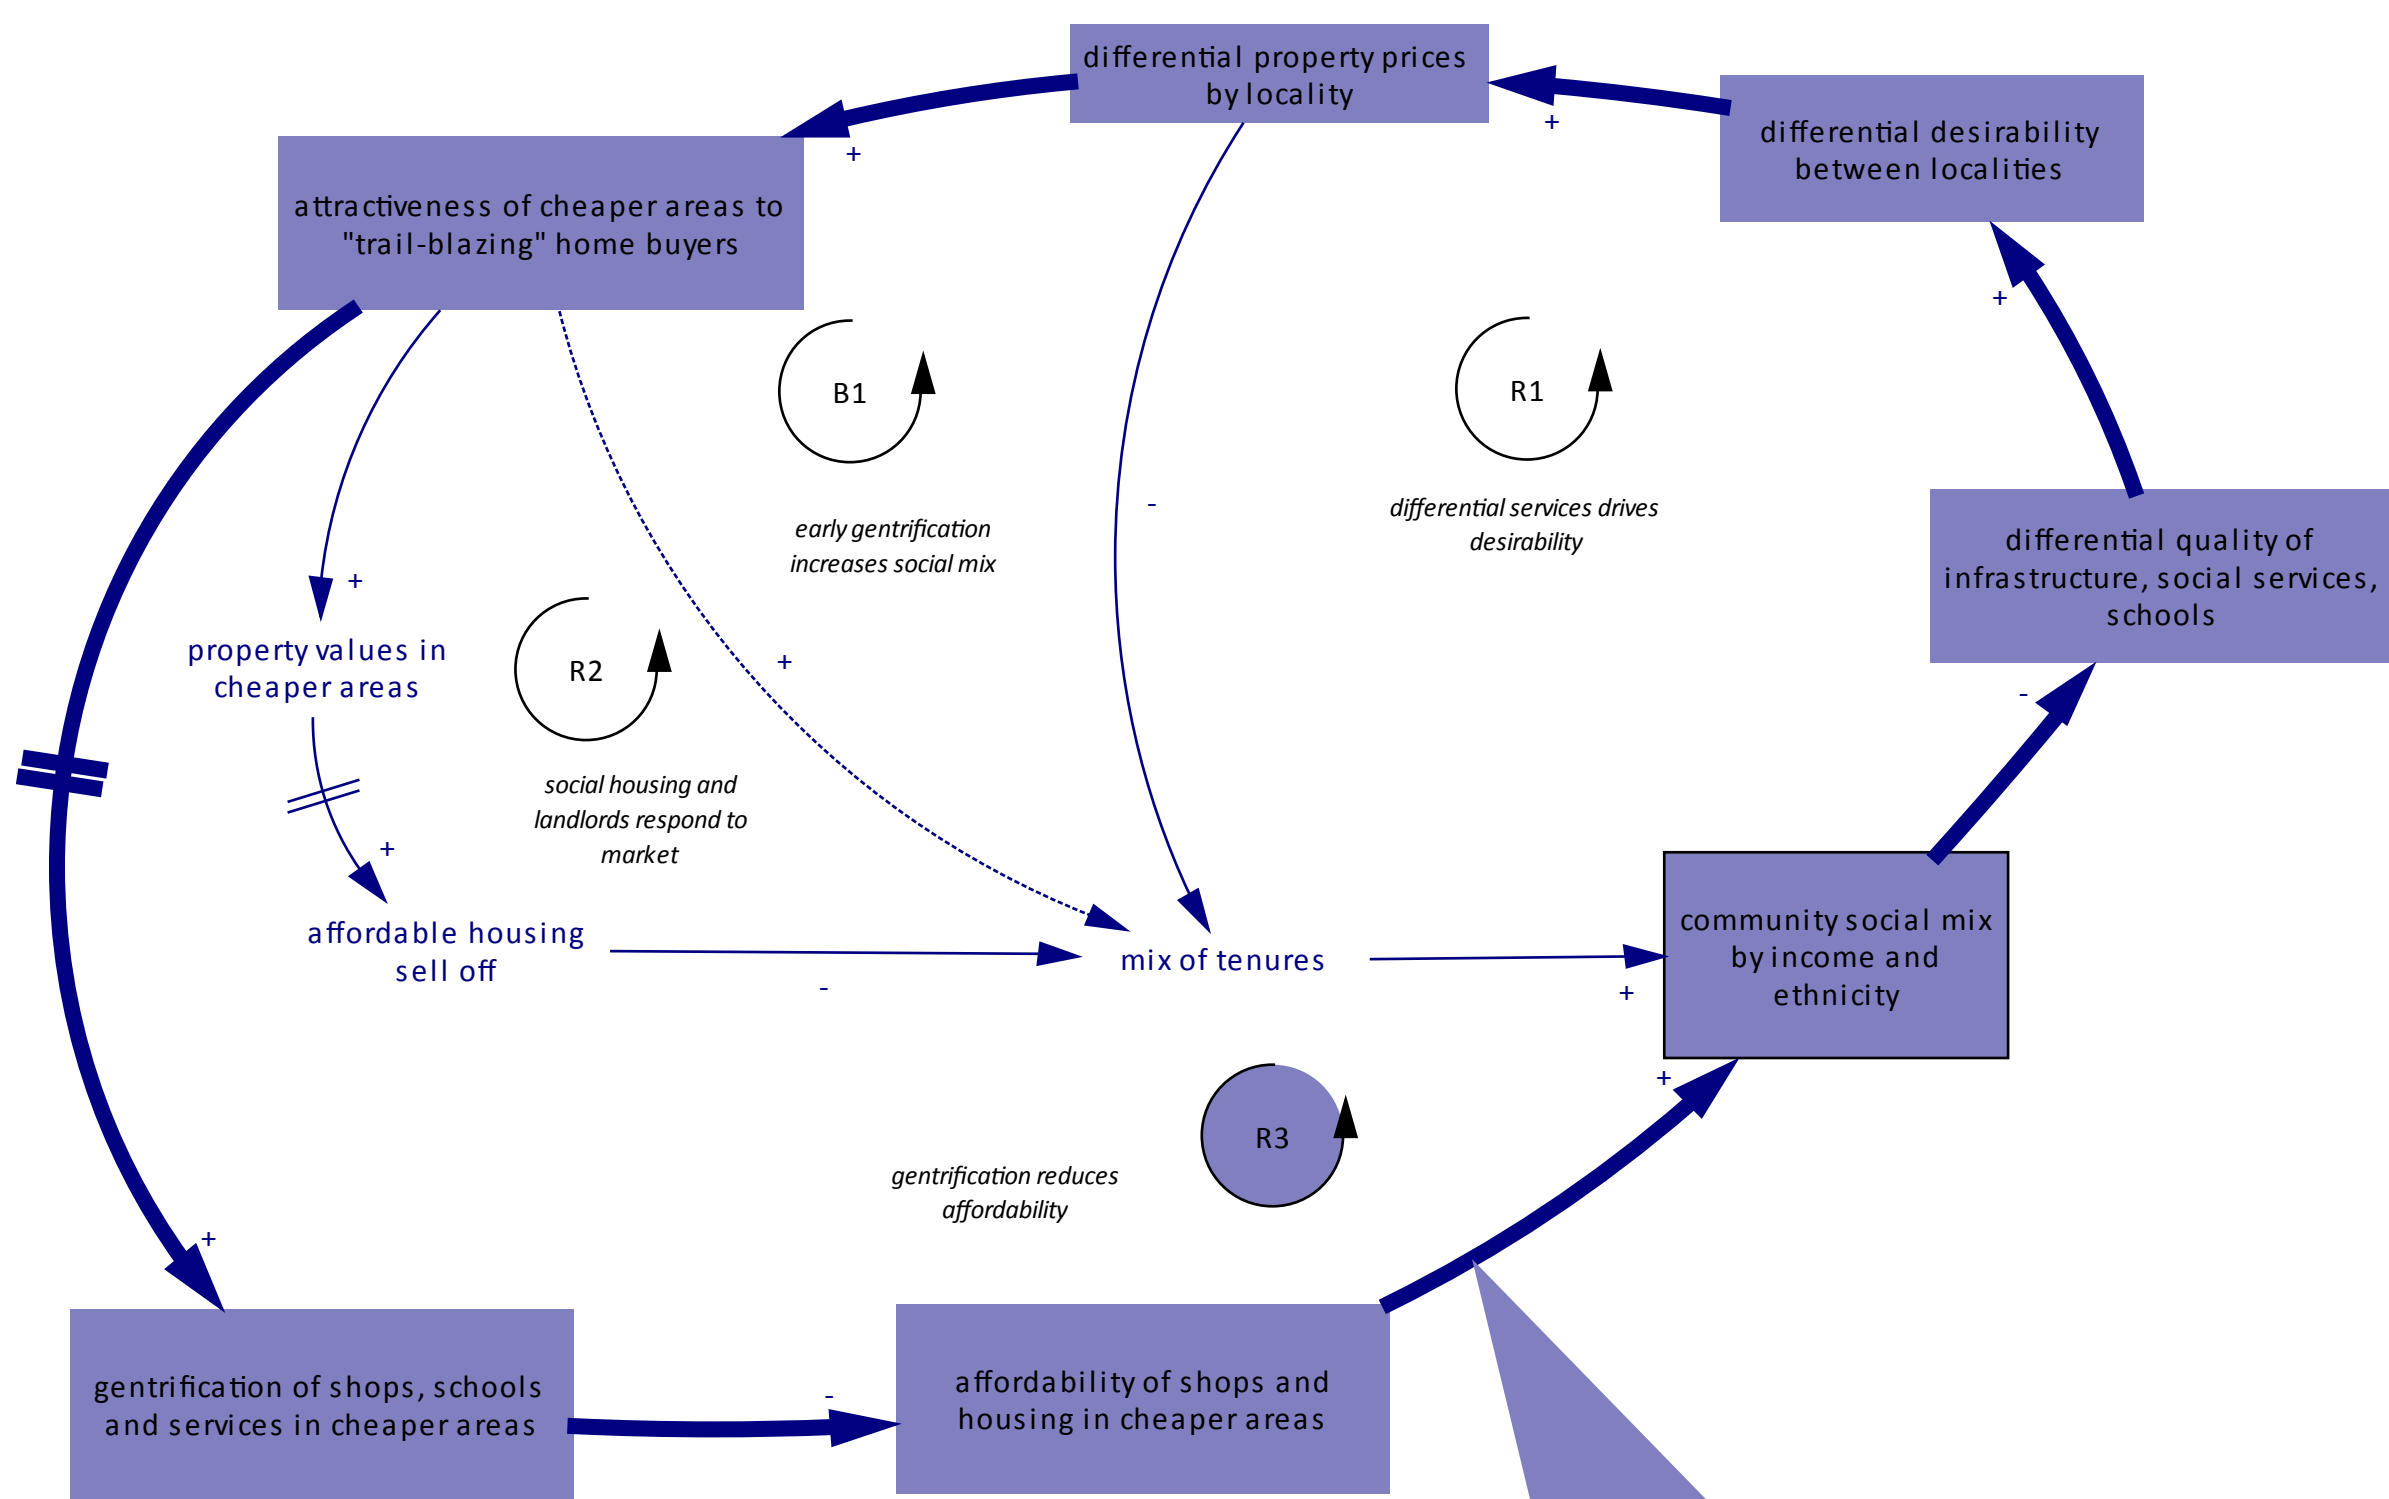 differential property prices
by locality
+
+
differential desirability
between localities
attractiveness of cheaper areas to
"trail-blazing" home buyers
+
B1
R1
early gentrification
increases social mix
-
differential services drives
desirability
differential quality of
infrastructure, social services,
schools
+
property values in
cheaper areas
R2
+
-
social housing and
landlords respond to
market
+
affordable housing
sell off
-
mix of tenures
+
community social mix
by income and
ethnicity
+
R3
gentrification reduces
affordability
+
gentrification of shops, schools
and services in cheaper areas
-
affordability of shops and
housing in cheaper areas